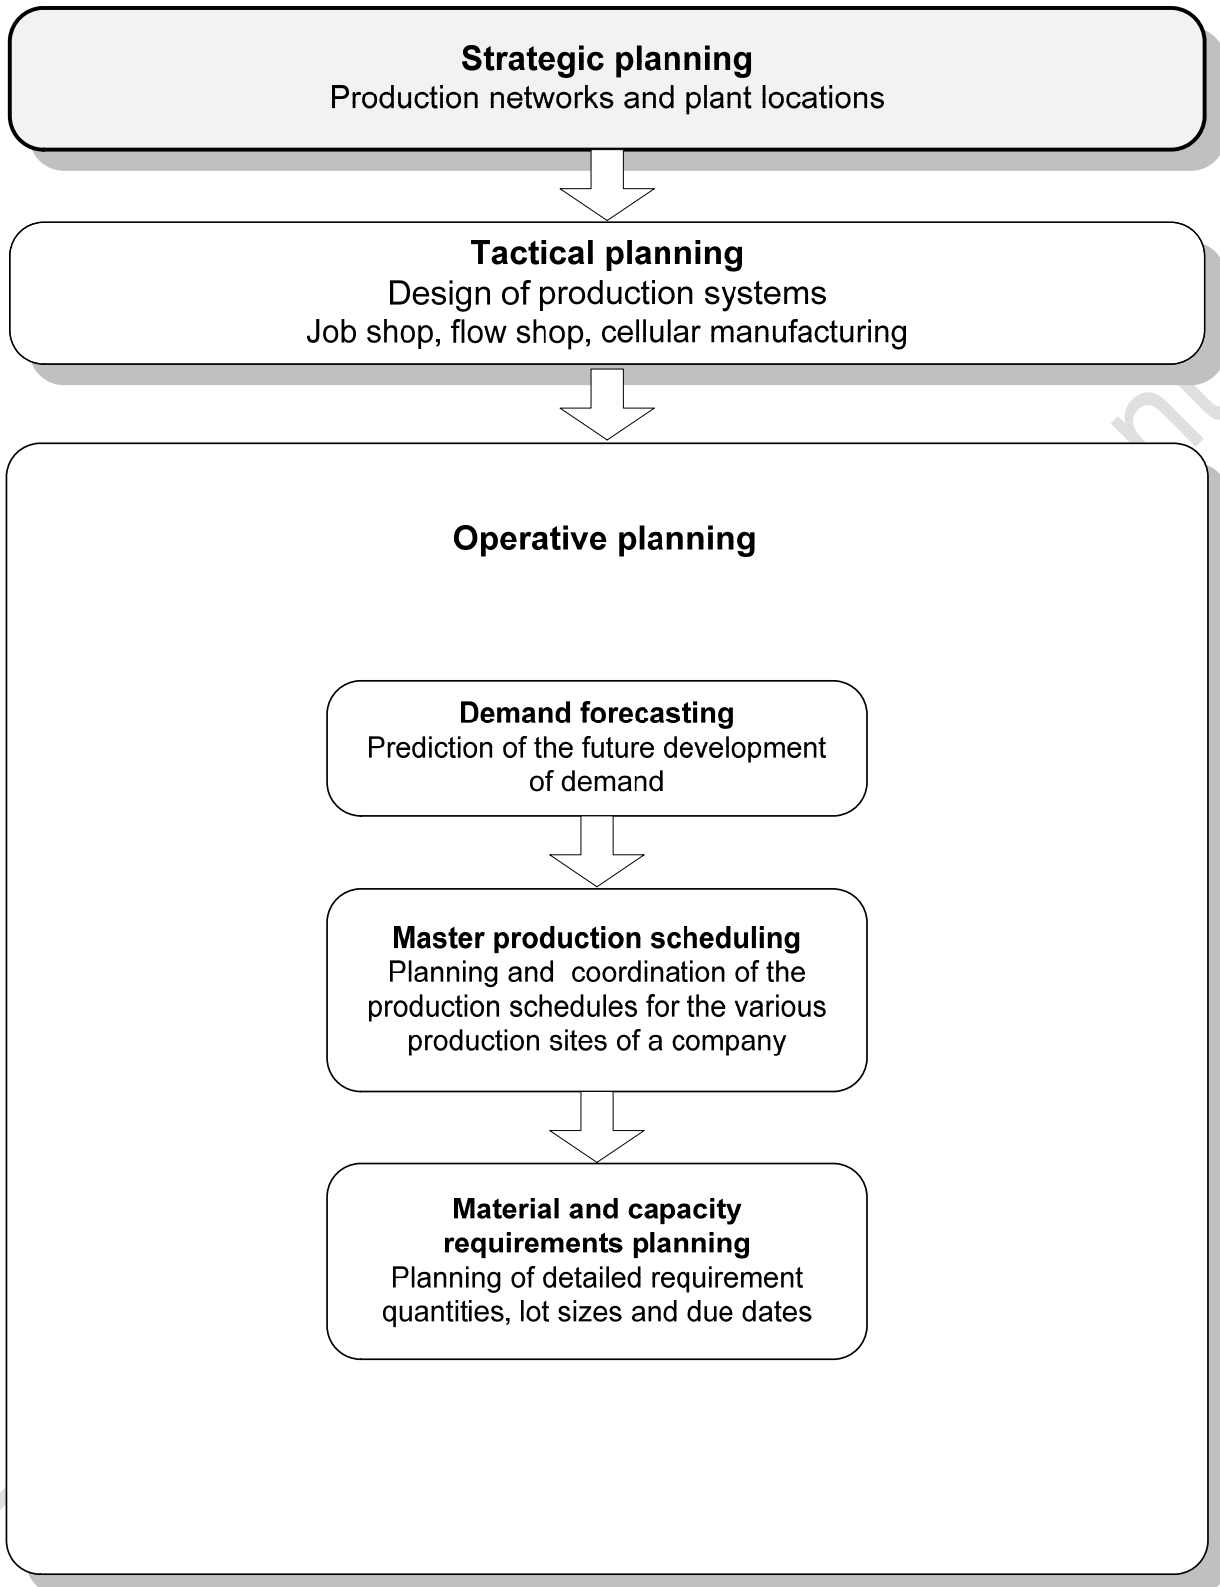 Strategic planning
Production networks and plant locations
Tactical planning
Design of production systems
Job shop, flow shop, cellular manufacturing
Operative planning
Demand forecasting
Prediction of the future development
of demand
Master production scheduling
Planning and  coordination of the
production schedules for the various
production sites of a company
Material and capacity
requirements planning
Planning of detailed requirement
quantities, lot sizes and due dates